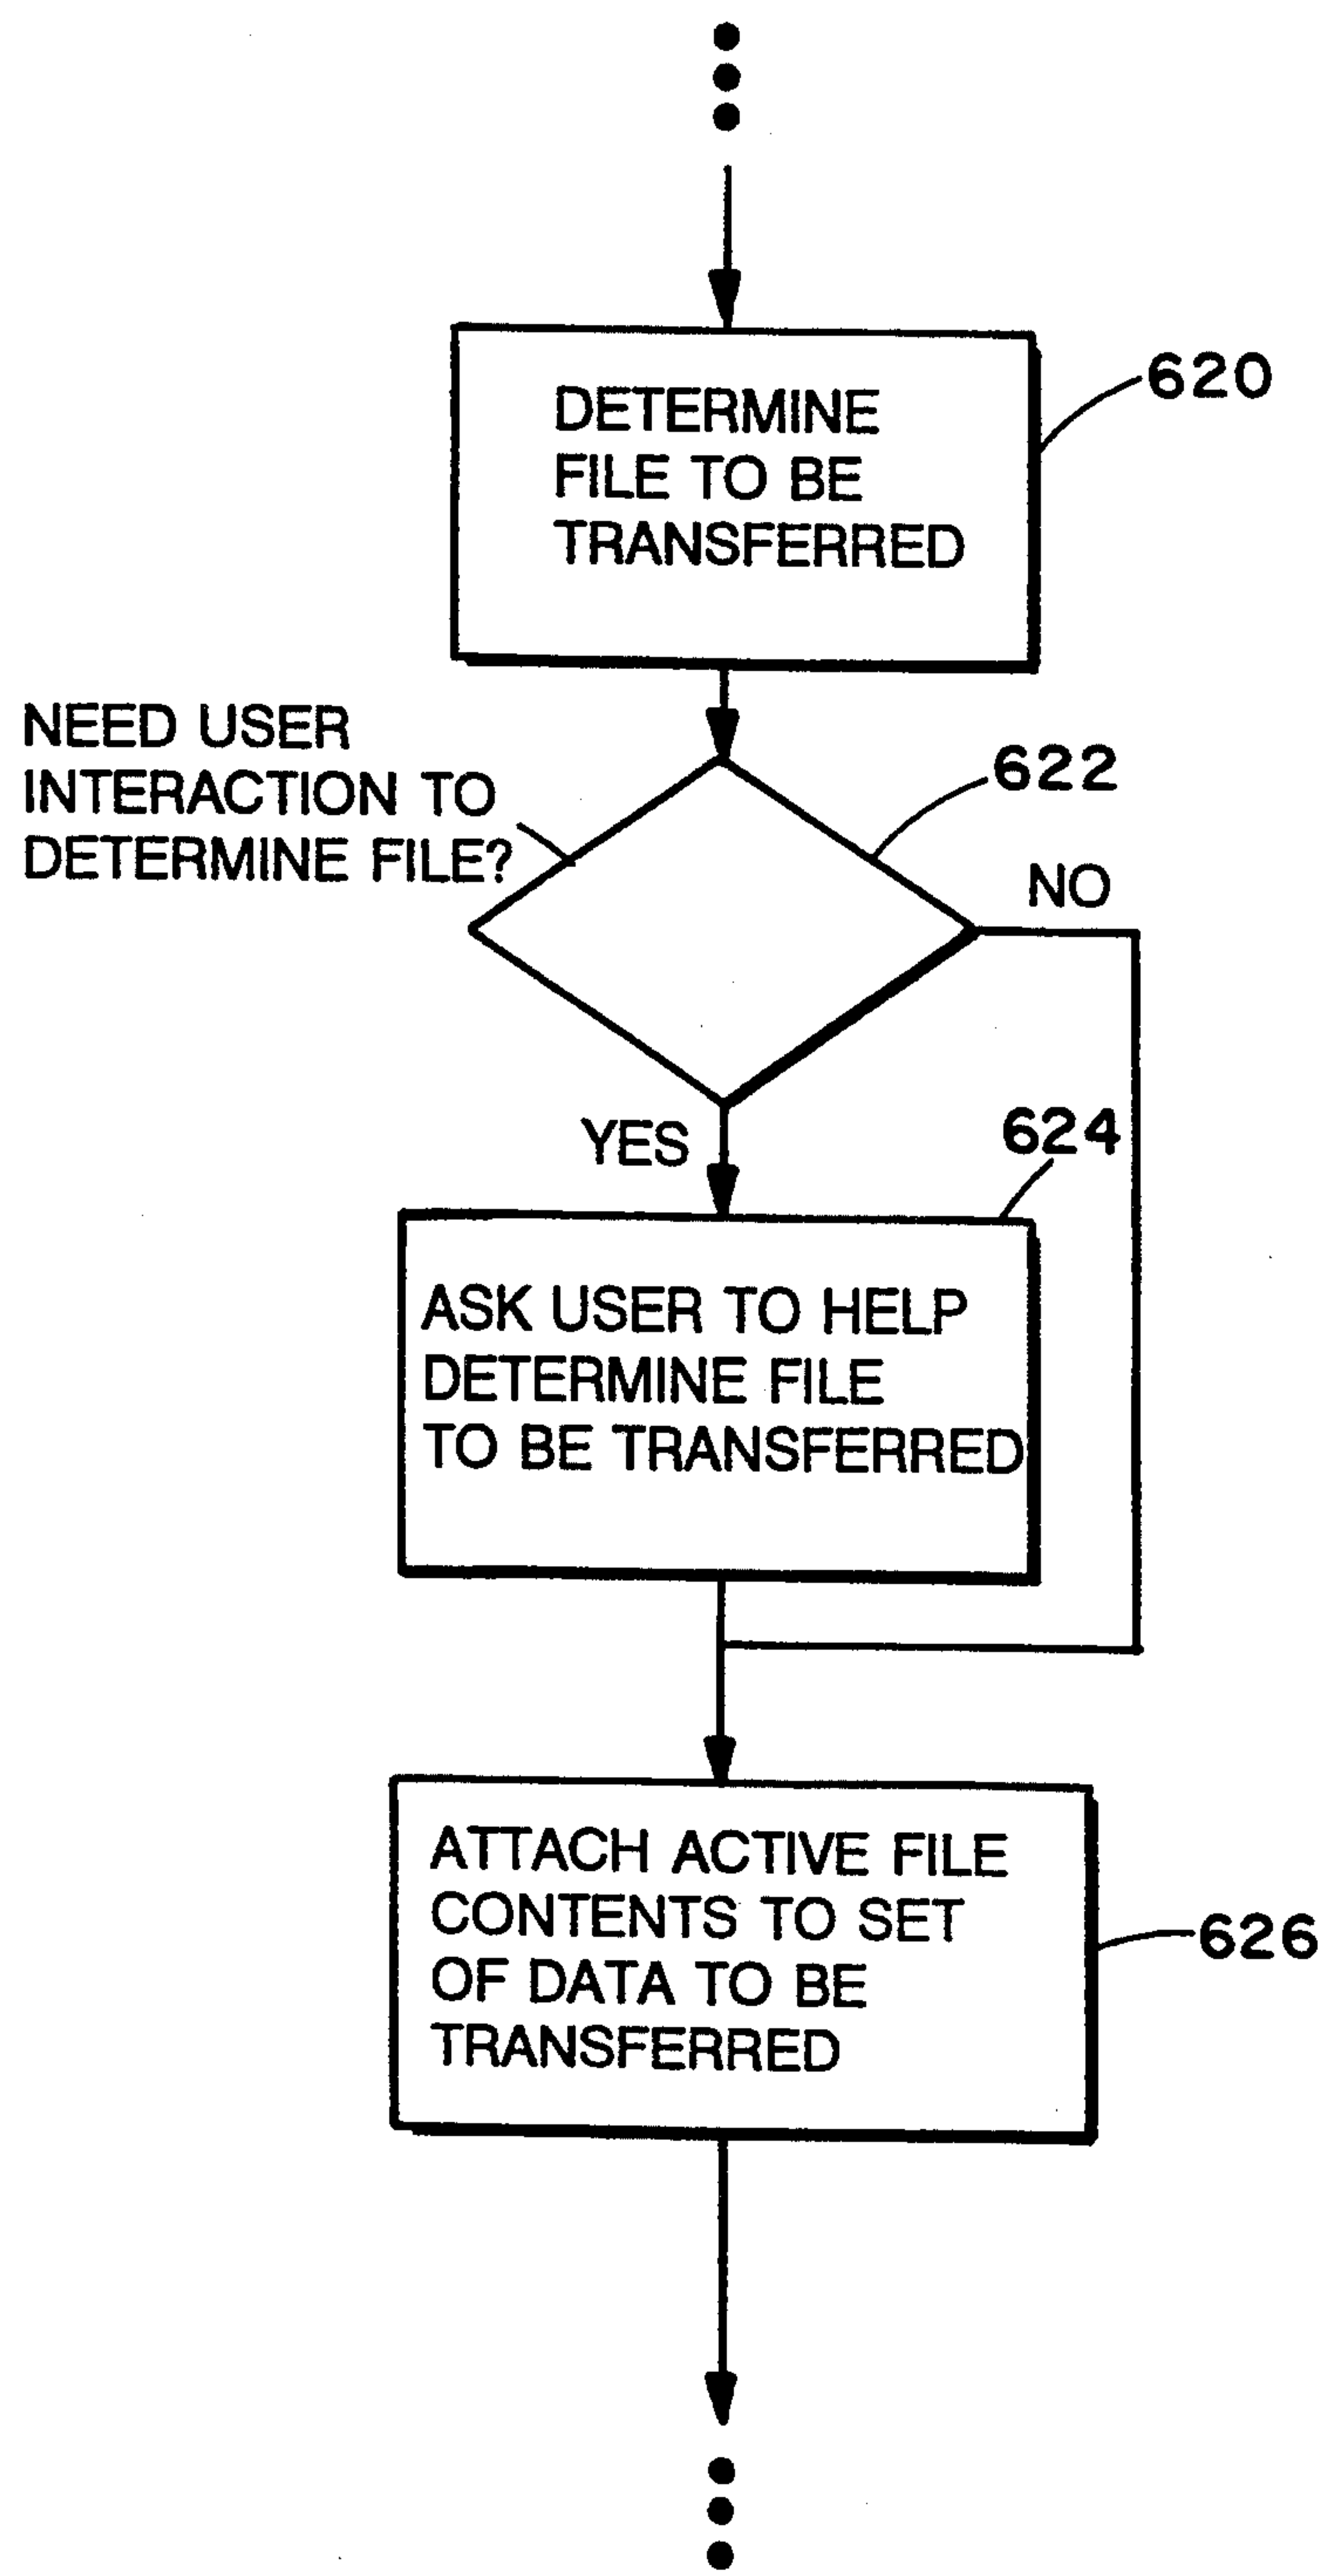 DETERMINE
FILE TO BE
TRANSFERRED
620
NEED USER
INTERACTION TO
DETERMINE FILE?
622
NO
YES
624
ASK USER TO HELP
DETERMINE FILE
TO BE TRANSFERRED
ATTACH ACTIVE FILE
CONTENTS TO SET
OF DATA TO BE
TRANSFERRED
626